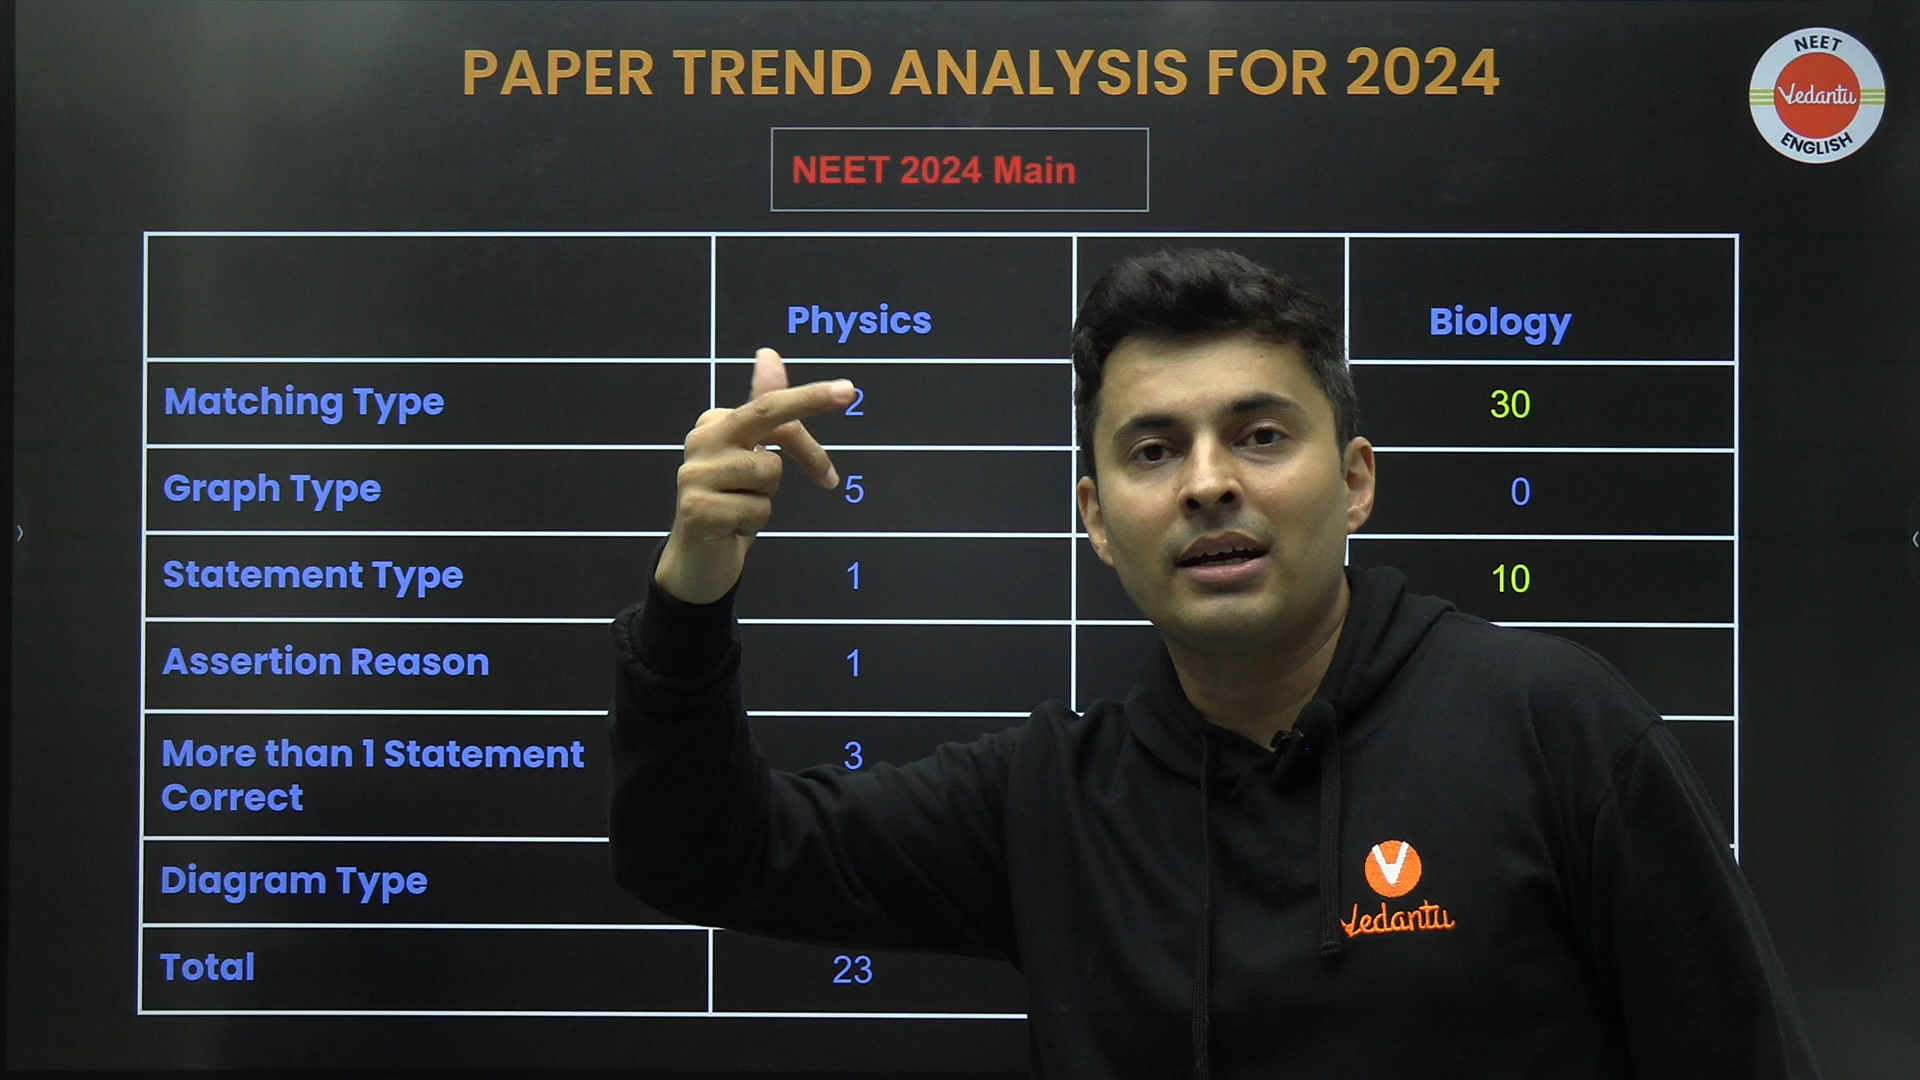 PAPER TREND ANALYSIS FOR 2024
NEET
Vedantu
ENGLISH
NEET 2024 Main
Physics
Biology
Matching Type
2
30
Graph Type
5
0
Statement Type
1
10
Assertion Reason
1
More than 1 Statement
Correct
3
Diagram Type
Total
23
V
Vedantu